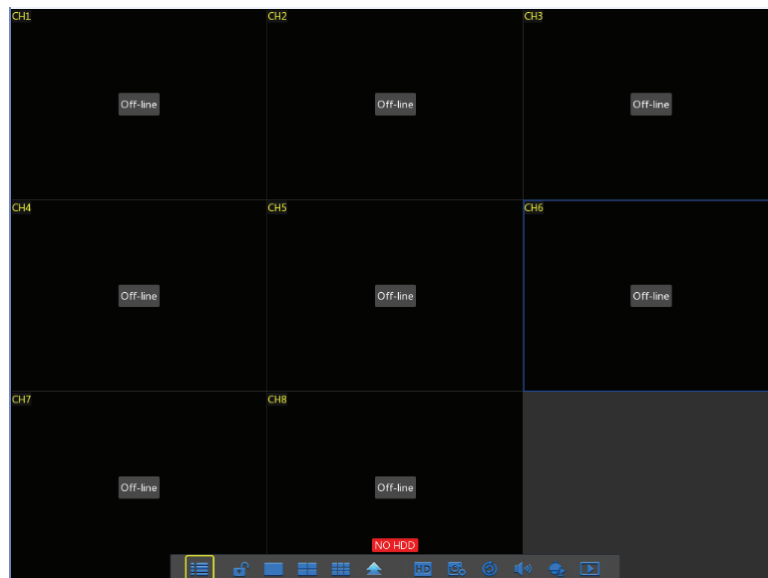 CH1
CH2
CH3
Off-line
Off-line
Off-line
CH4
CH5
CH6
Off-line
Off-line
Off-line
CH7
CH8
Off-line
Off-line
NO HDD
HD